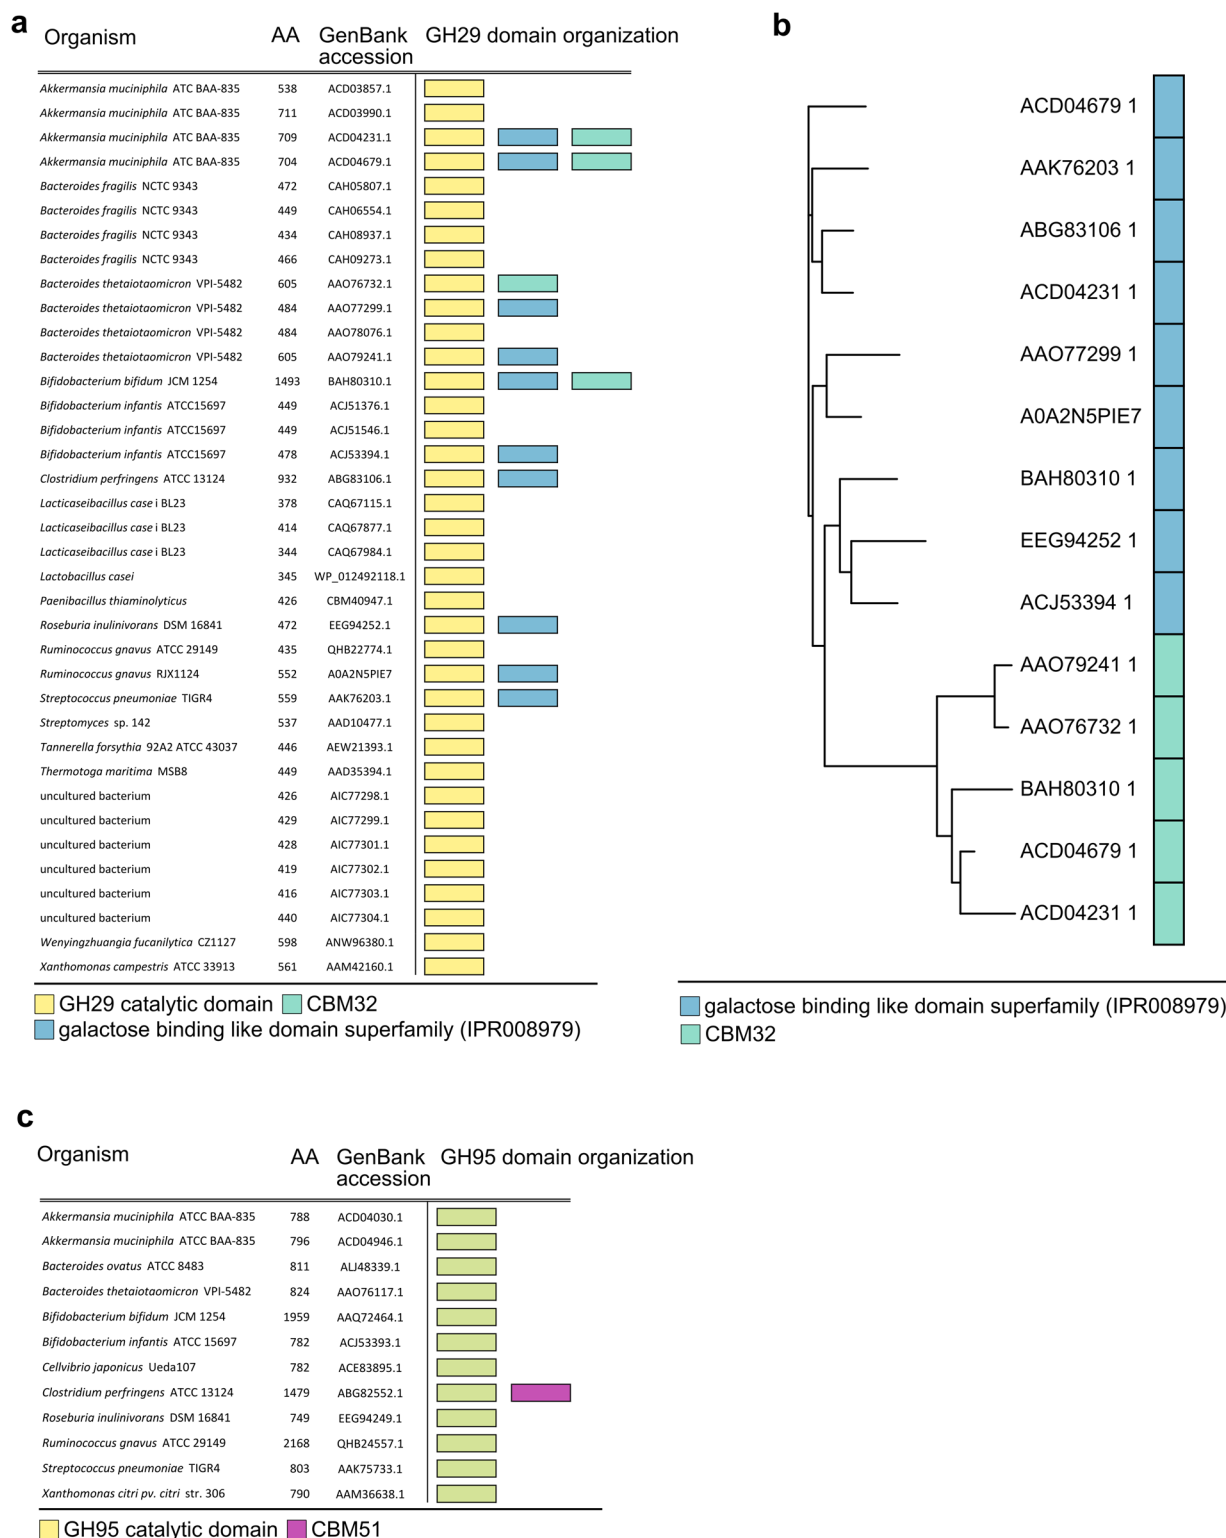 a
Organism AA GenBank accession GH29 domain organization
Akkermansia muciniphila ATC BAA-835 538 ACD03857.1
Akkermansia muciniphila ATC BAA-835 711 ACD03990.1
Akkermansia muciniphila ATC BAA-835 709 ACD04231.1
Akkermansia muciniphila ATC BAA-835 704 ACD04679.1
Bacteroides fragilis NCTC 9343 472 CAH05807.1
Bacteroides fragilis NCTC 9343 449 CAH06554.1
Bacteroides fragilis NCTC 9343 434 CAH08937.1
Bacteroides fragilis NCTC 9343 466 CAH09273.1
Bacteroides thetaiotaomicron VPI-5482 605 AAO76732.1
Bacteroides thetaiotaomicron VPI-5482 484 AAO77299.1
Bacteroides thetaiotaomicron VPI-5482 484 AAO78076.1
Bacteroides thetaiotaomicron VPI-5482 605 AAO79241.1
Bifidobacterium bifidum JCM 1254 1493 BAH80310.1
Bifidobacterium infantis ATCC15697 449 ACJ51376.1
Bifidobacterium infantis ATCC15697 449 ACJ51546.1
Bifidobacterium infantis ATCC15697 478 ACJ53394.1
Clostridium perfringens ATCC 13124 932 ABG83106.1
Lacticaseibacillus case i BL23 378 CAQ67115.1
Lacticaseibacillus case i BL23 414 CAQ67877.1
Lacticaseibacillus case i BL23 344 CAQ67984.1
Lactobacillus casei 345 WP_012492118.1
Paenibacillus thiaminolyticus 426 CBM40947.1
Roseburia inulinivorans DSM 16841 472 EEG94252.1
Ruminococcus gnavus ATCC 29149 435 QHB22774.1
Ruminococcus gnavus RJX1124 552 A0A2N5PIE7
Streptococcus pneumoniae TIGR4 559 AAK76203.1
Streptomyces sp. 142 537 AAD10477.1
Tannerella forsythia 92A2 ATCC 43037 446 AEW21393.1
Thermotoga maritima MSB8 449 AAD35394.1
uncultured bacterium 426 AIC77298.1
uncultured bacterium 429 AIC77299.1
uncultured bacterium 428 AIC77301.1
uncultured bacterium 419 AIC77302.1
uncultured bacterium 416 AIC77303.1
uncultured bacterium 440 AIC77304.1
Wenyingzhuangia fucanilytica CZ1127 598 ANW96380.1
Xanthomonas campestris ATCC 33913 561 AAM42160.1
GH29 catalytic domain CBM32
galactose binding like domain superfamily (IPR008979)
b
ACD04679 1
AAK76203 1
ABG83106 1
ACD04231 1
AAO77299 1
A0A2N5PIE7
BAH80310 1
EEG94252 1
ACJ53394 1
AAO79241 1
AAO76732 1
BAH80310 1
ACD04679 1
ACD04231 1
galactose binding like domain superfamily (IPR008979)
CBM32
c
Organism AA GenBank accession GH95 domain organization
Akkermansia muciniphila ATCC BAA-835 788 ACD04030.1
Akkermansia muciniphila ATCC BAA-835 796 ACD04946.1
Bacteroides ovatus ATCC 8483 811 ALJ48339.1
Bacteroides thetaiotaomicron VPI-5482 824 AAO76117.1
Bifidobacterium bifidum JCM 1254 1959 AAQ72464.1
Bifidobacterium infantis ATCC 15697 782 ACJ53393.1
Cellvibrio japonicus Ueda107 782 ACE83895.1
Clostridium perfringens ATCC 13124 1479 ABG82552.1
Roseburia inulinivorans DSM 16841 749 EEG94249.1
Ruminococcus gnavus ATCC 29149 2168 QHB24557.1
Streptococcus pneumoniae TIGR4 803 AAK75733.1
Xanthomonas citri pv. citri str. 306 790 AAM36638.1
GH95 catalytic domain CBM51